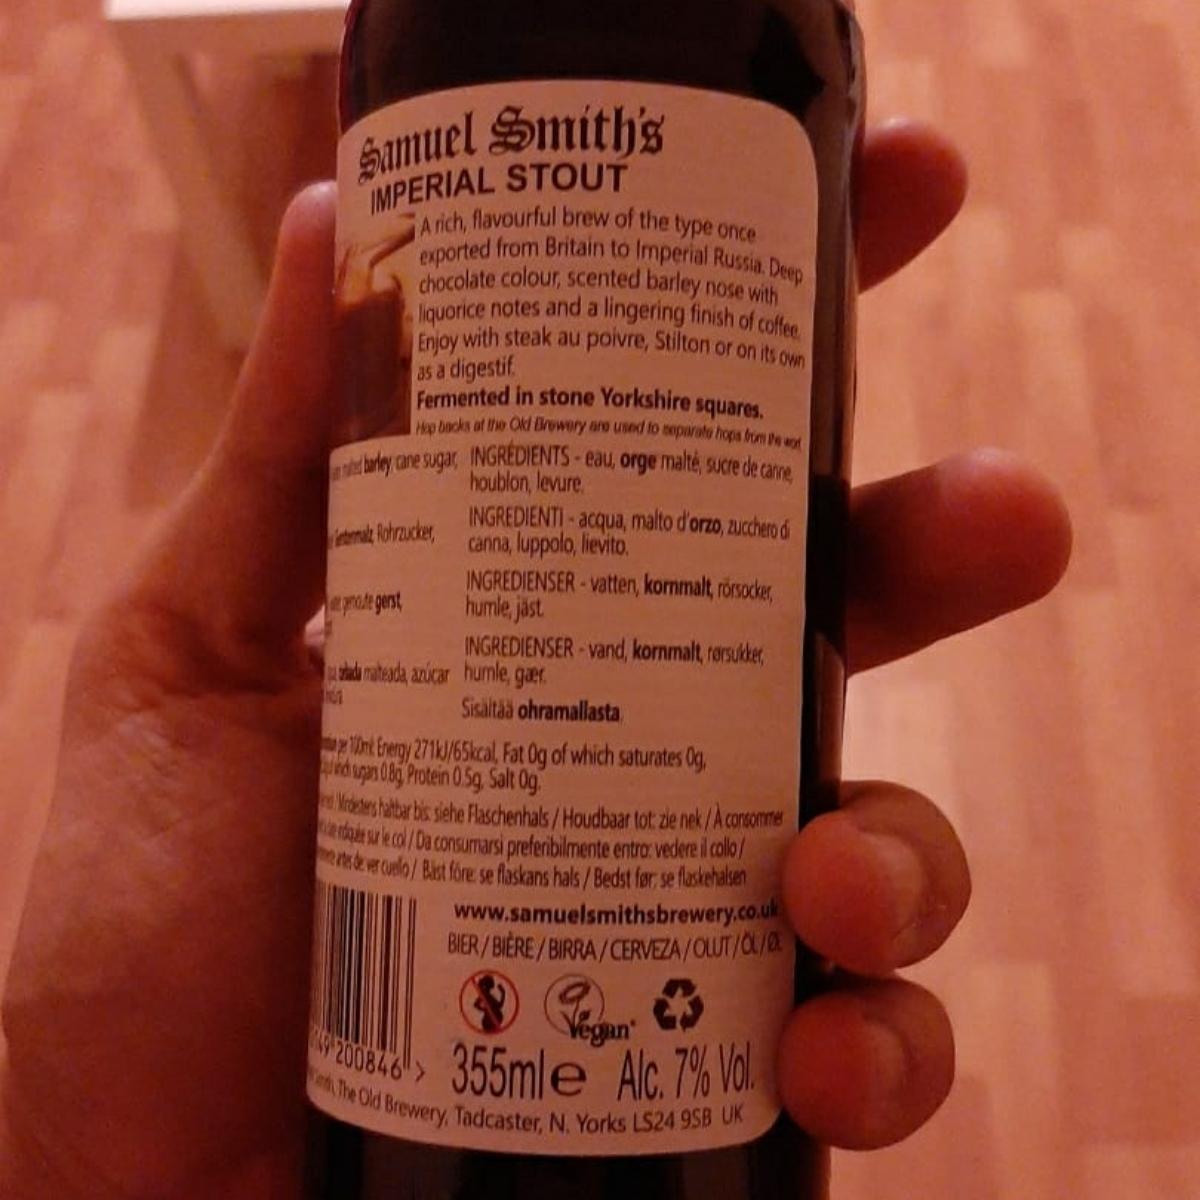 Samuel Smith's
IMPERIAL STOUT
A rich, flavourful brew of the type once
exported from Britain to Imperial Russia. Deep
chocolate colour, scented barley nose with
liquorice notes and a lingering finish of coffee.
Enjoy with steak au poivre, Stilton or on its own
as a digestif.
Fermented in stone Yorkshire squares.
Hop backs at the Old Brewery are used to separate hops from the wort
malted barley, cane sugar,
Gerstenmalz, Rohrzucker,
gerst,
malteada, azúcar
INGRÉDIENTS - eau, orge malté, sucre de canne,
houblon, levure.
INGREDIENTI - acqua, malto d'orzo, zucchero di
canna, luppolo, lievito.
INGREDIENSER - vatten, kornmalt, rörsocker,
humle, jäst.
INGREDIENSER - vand, kornmalt, rørsukker,
humle, gær.
Sisältää ohramallasta
per 100ml: Energy 271kJ/65kcal, Fat 0g of which saturates 0g,
which sugars 0.8g, Protein 0.5g, Salt 0g.
/ Mindestens haltbar bis: siehe Flaschenhals / Houdbaar tot: zie nek / À consommer
indiquée sur le col / Da consumarsi preferibilmente entro: vedere il collo /
antes de: ver cuello / Bäst före: se flaskans hals / Bedst før: se flaskehalsen
www.samuelsmithsbrewery.co.uk
BIER / BIÈRE / BIRRA / CERVEZA / OLUT / ÖL / ØL
Vegan
200846 >
355ml e Alc. 7% Vol.
Smith, The Old Brewery, Tadcaster, N. Yorks LS24 9SB UK